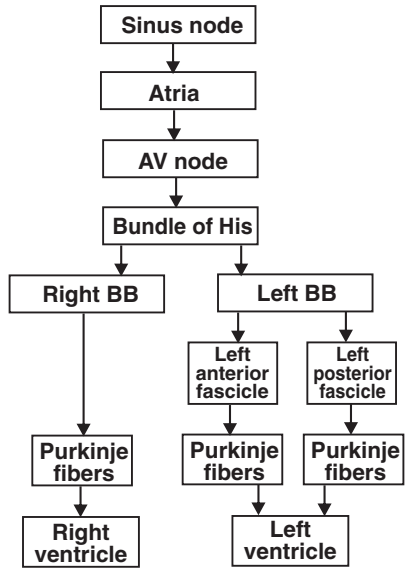 Sinus node
Atria
AV node
Bundle of His
Right BB
Left BB
Left
anterior
fascicle
Left
posterior
fascicle
Purkinje
fibers
Purkinje
fibers
Purkinje
fibers
Right
ventricle
Left
ventricle